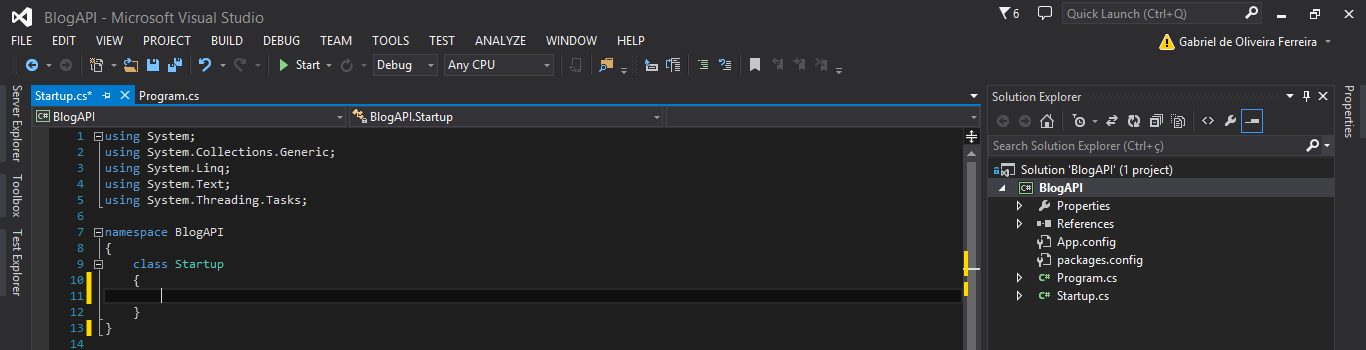 BlogAPI - Microsoft Visual Studio
6
Quick Launch (Ctrl+Q)
FILE EDIT VIEW PROJECT BUILD DEBUG TEAM TOOLS TEST ANALYZE WINDOW HELP
Gabriel de Oliveira Ferreira
Start
Debug
Any CPU
Server Explorer
Toolbox
Test Explorer
Startup.cs*
Program.cs
C# BlogAPI
BlogAPI.Startup
1 using System;
2 using System.Collections.Generic;
3 using System.Linq;
4 using System.Text;
5 using System.Threading.Tasks;
6
7 namespace BlogAPI
8 {
9 class Startup
10 {
11
12 }
13 }
14
Solution Explorer
Search Solution Explorer (Ctrl+ç)
Solution 'BlogAPI' (1 project)
C# BlogAPI
Properties
References
App.config
packages.config
C# Program.cs
C# Startup.cs
Properties